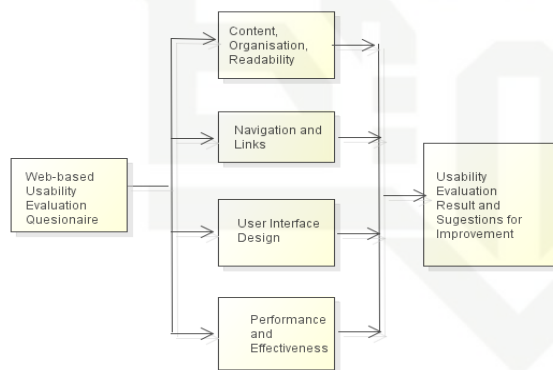 Content,
Organisation,
Readability
Navigation and
Links
Web-based
Usability
Evaluation
Quesionaire
User Interface
Design
Usability
Evaluation
Result and
Sugestions for
Improvement
Performance
and
Effectiveness